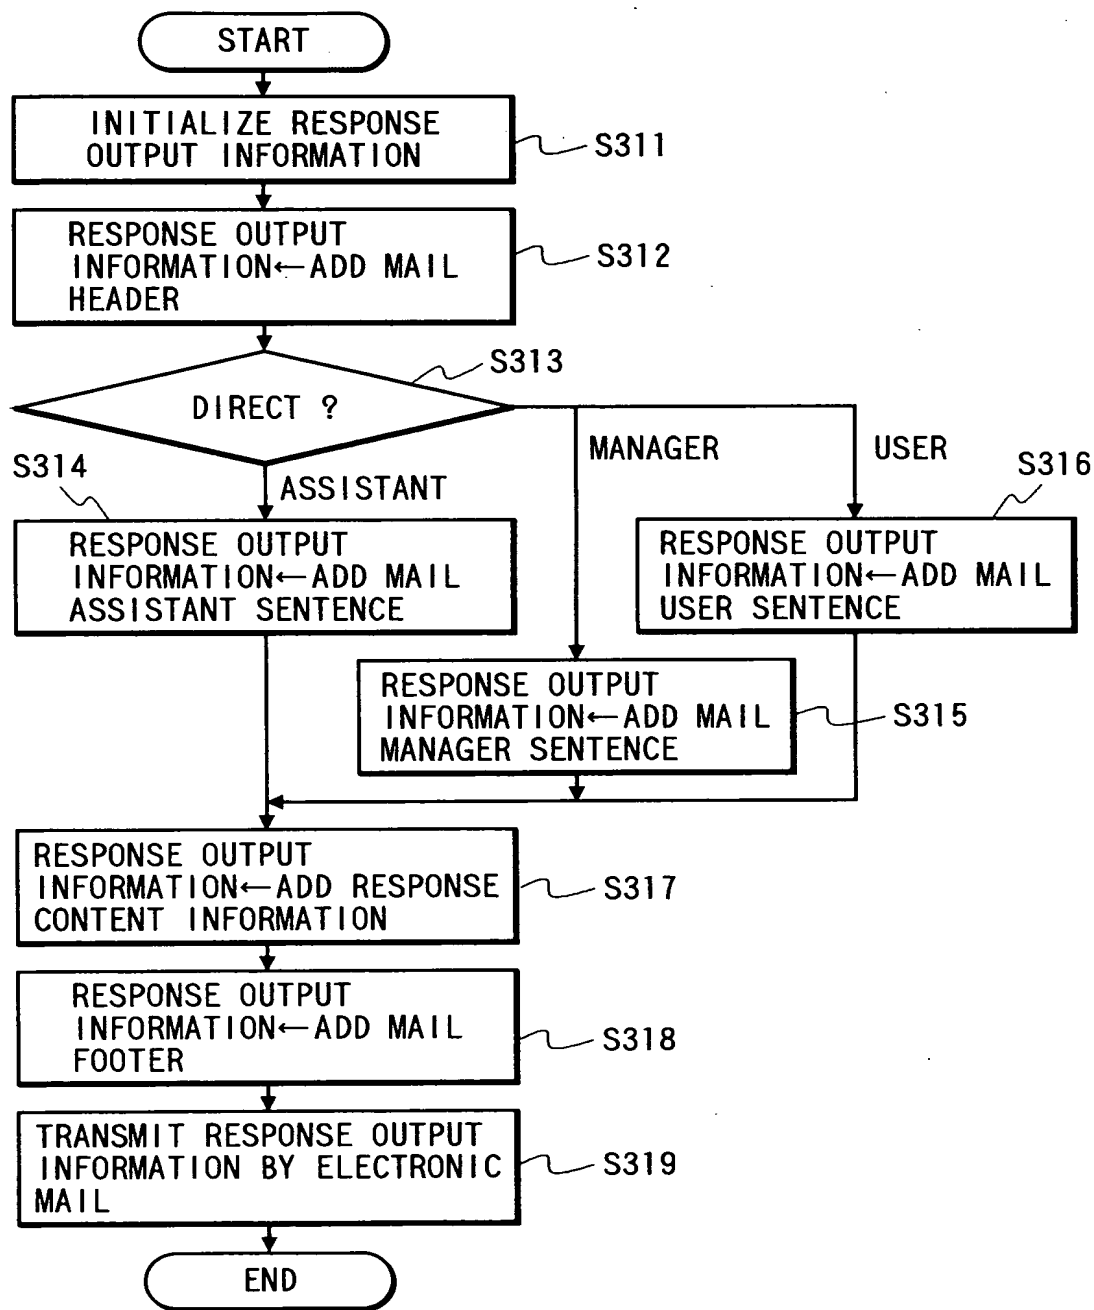 START
INITIALIZE RESPONSE
OUTPUT INFORMATION
S311
RESPONSE OUTPUT
INFORMATION←ADD MAIL
HEADER
S312
S313
DIRECT ?
MANAGER
USER
S314
ASSISTANT
S316
RESPONSE OUTPUT
INFORMATION←ADD MAIL
ASSISTANT SENTENCE
RESPONSE OUTPUT
INFORMATION←ADD MAIL
USER SENTENCE
RESPONSE OUTPUT
INFORMATION←ADD MAIL
MANAGER SENTENCE
S315
RESPONSE OUTPUT
INFORMATION←ADD RESPONSE
CONTENT INFORMATION
S317
RESPONSE OUTPUT
INFORMATION←ADD MAIL
FOOTER
S318
TRANSMIT RESPONSE OUTPUT
INFORMATION BY ELECTRONIC
MAIL
S319
END